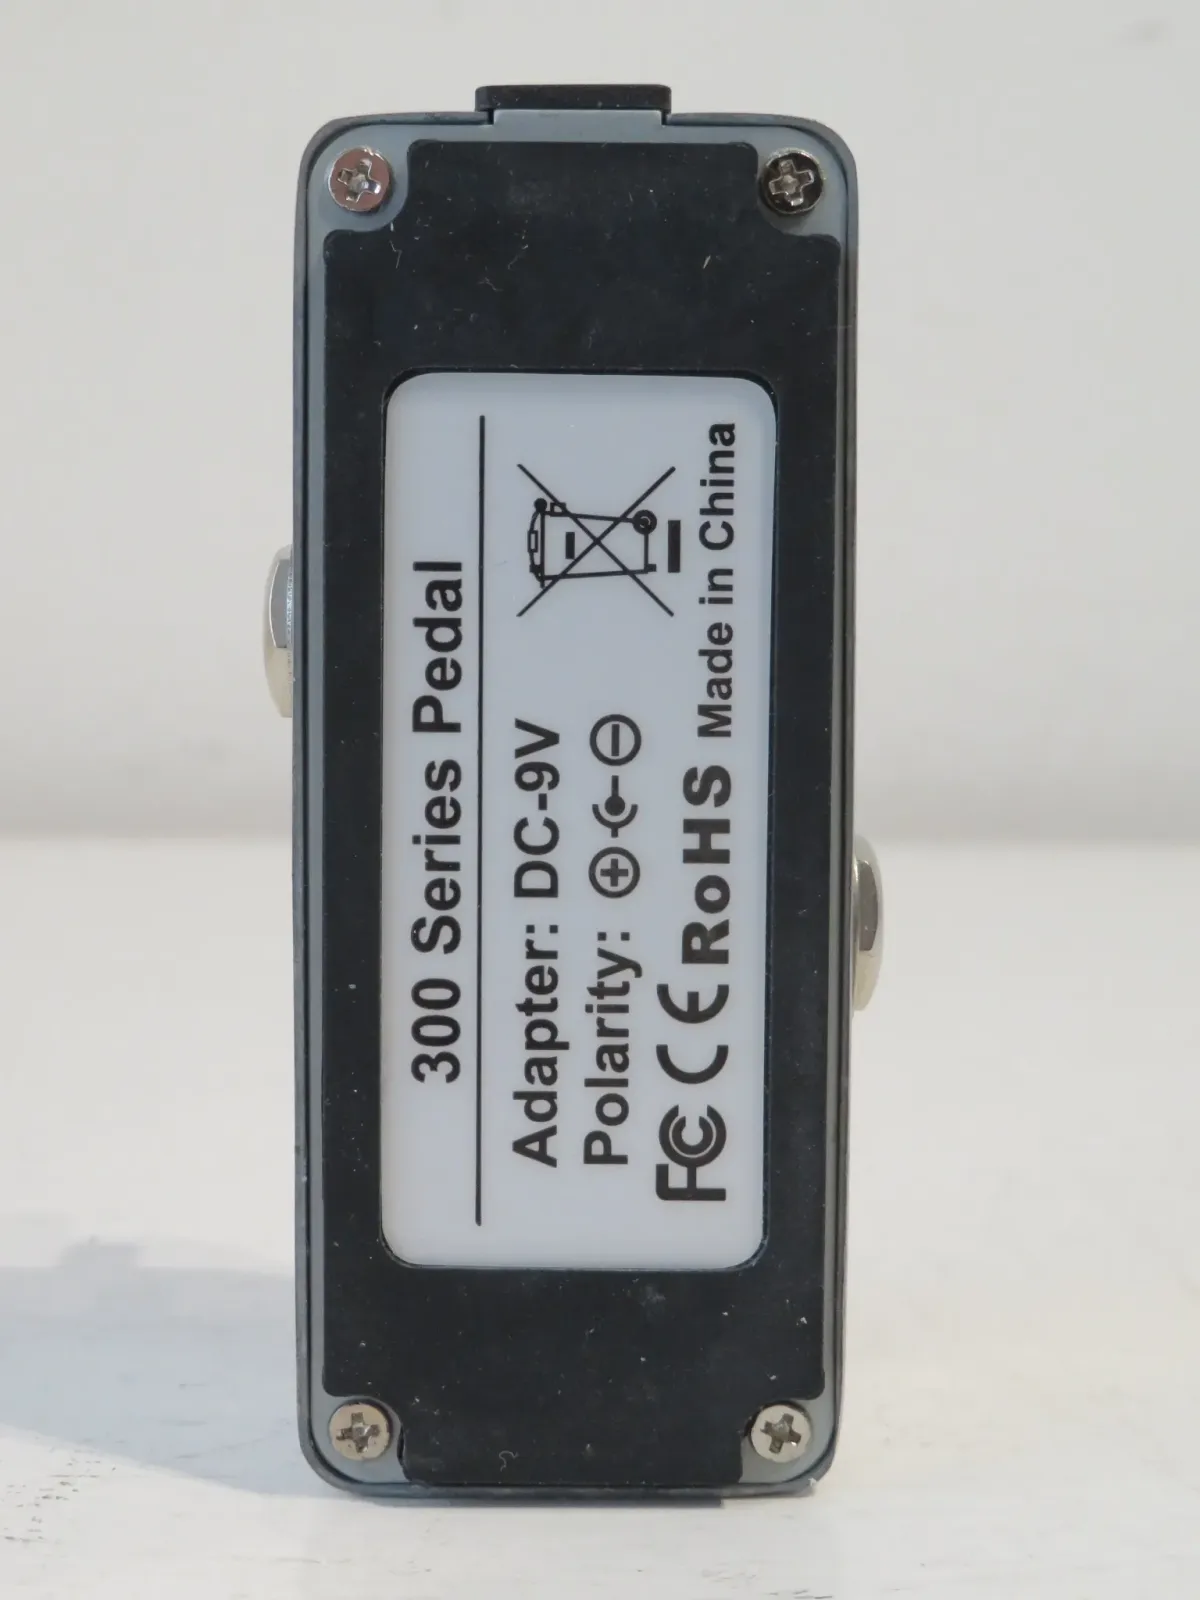 300 Series Pedal
Adapter: DC-9V
Polarity:
FC CE RoHS Made in China